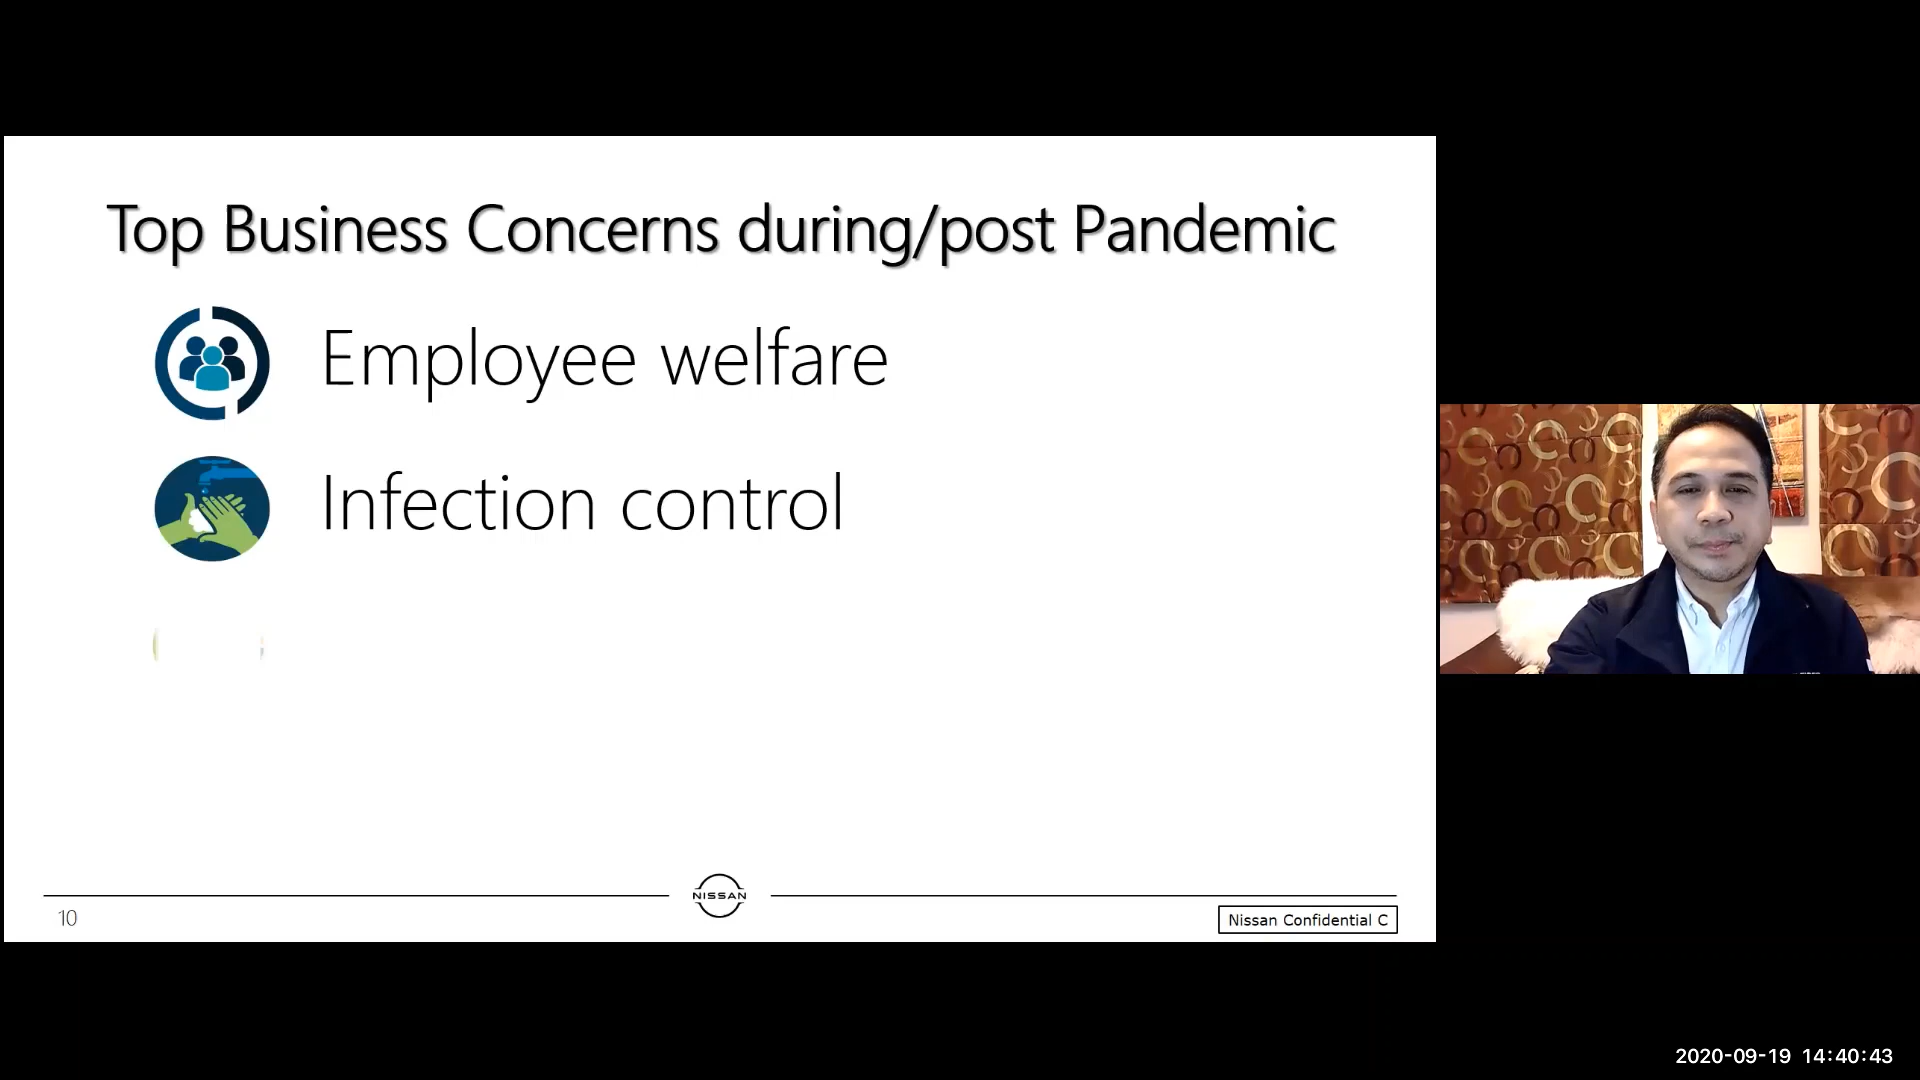 Top Business Concerns during/post Pandemic
Employee welfare
Infection control
NISSAN
10
Nissan Confidential C
2020-09-19 14:40:43